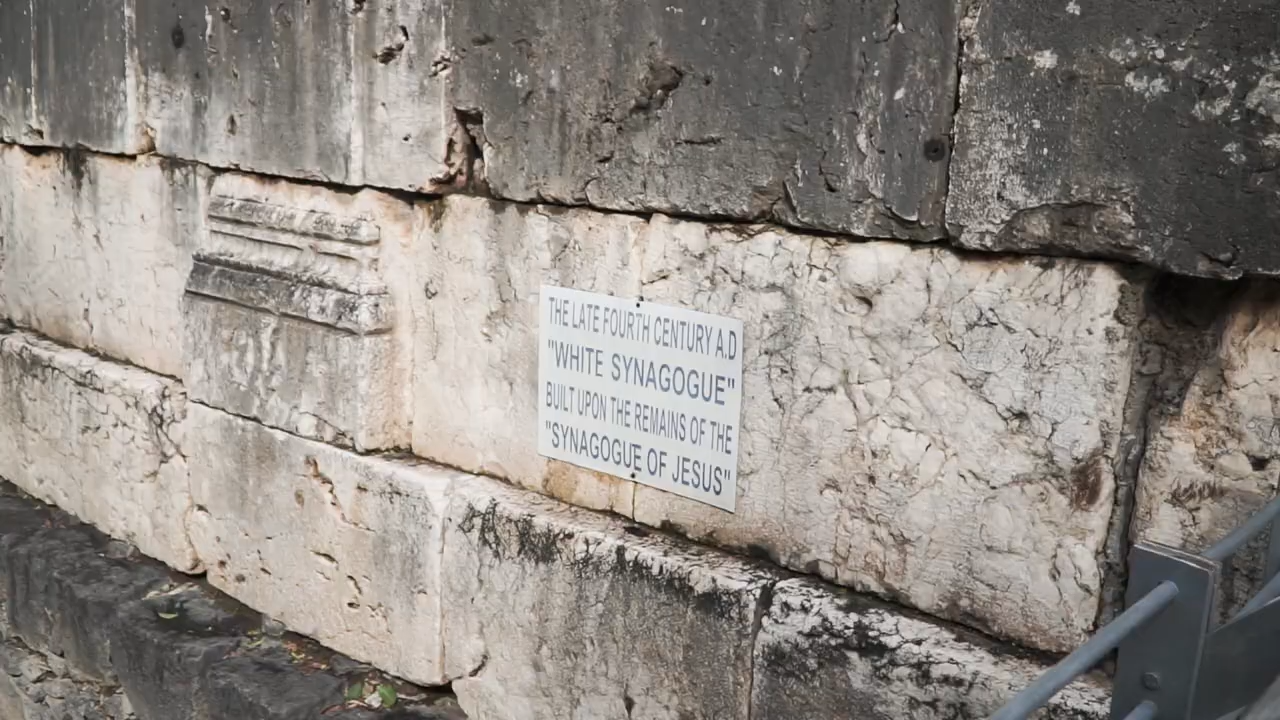 THE LATE FOURTH CENTURY A.D
"WHITE SYNAGOGUE"
BUILT UPON THE REMAINS OF THE
"SYNAGOGUE OF JESUS"